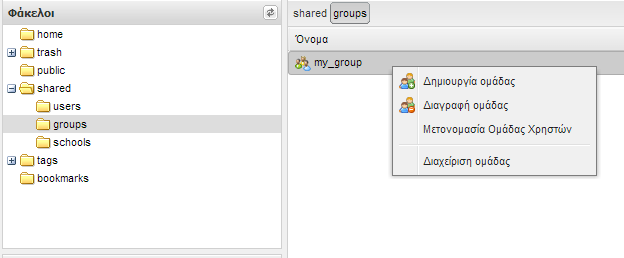 Φάκελοι
home
trash
public
shared
users
groups
schools
tags
bookmarks
shared groups
Όνομα
my_group
Δημιουργία ομάδας
Διαγραφή ομάδας
Μετονομασία Ομάδας Χρηστών
Διαχείριση ομάδας